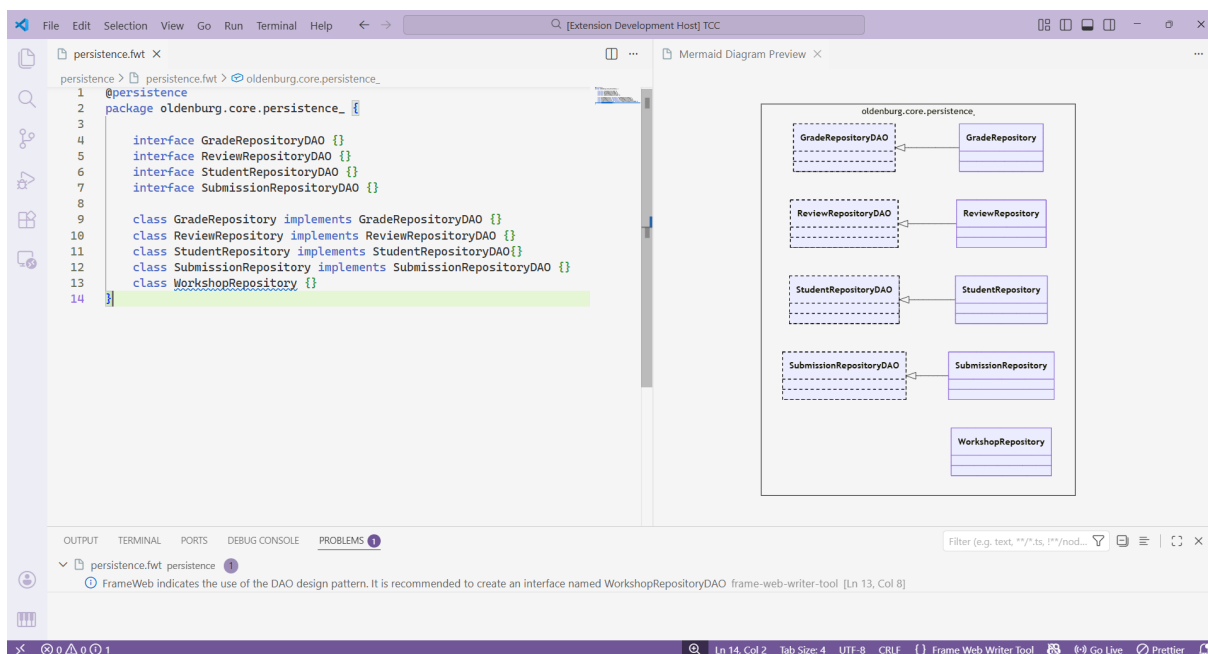 File Edit Selection View Go Run Terminal Help [Extension Development Host] TCC
persistence.fwt
persistence > persistence.fwt > oldenburg.core.persistence_
1 @persistence
2 package oldenburg.core.persistence_ {
3
4 interface GradeRepositoryDAO {}
5 interface ReviewRepositoryDAO {}
6 interface StudentRepositoryDAO {}
7 interface SubmissionRepositoryDAO {}
8
9 class GradeRepository implements GradeRepositoryDAO {}
10 class ReviewRepository implements ReviewRepositoryDAO {}
11 class StudentRepository implements StudentRepositoryDAO{}
12 class SubmissionRepository implements SubmissionRepositoryDAO {}
13 class WorkshopRepository {}
14 }
Mermaid Diagram Preview
oldenburg.core.persistence_
GradeRepositoryDAO GradeRepository
ReviewRepositoryDAO ReviewRepository
StudentRepositoryDAO StudentRepository
SubmissionRepositoryDAO SubmissionRepository
WorkshopRepository
OUTPUT TERMINAL PORTS DEBUG CONSOLE PROBLEMS 1 Filter (e.g. text, **/*.ts, !**/nod...
persistence.fwt persistence 1
FrameWeb indicates the use of the DAO design pattern. It is recommended to create an interface named WorkshopRepositoryDAO frame-web-writer-tool [Ln 13, Col 8]
0 0 1 Ln 14, Col 2 Tab Size: 4 UTF-8 CRLF {} Frame Web Writer Tool Go Live Prettier